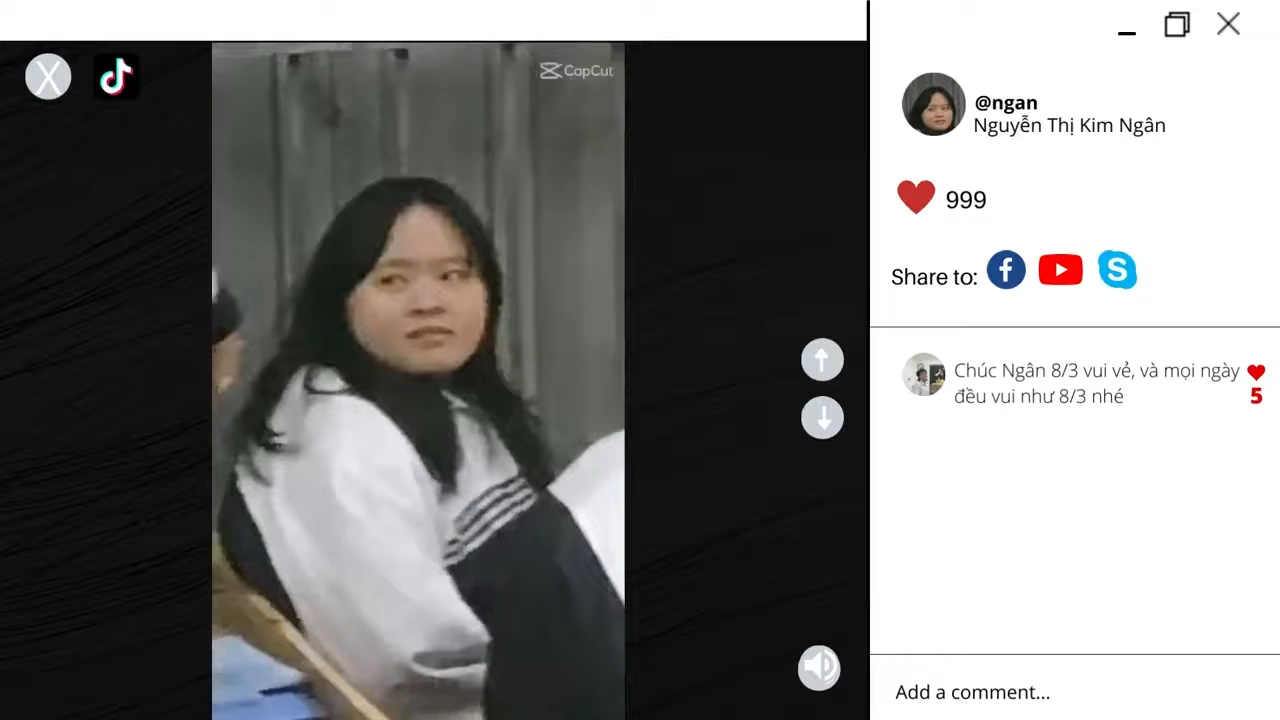 CapCut
@ngan
Nguyễn Thị Kim Ngân
999
Share to:
Chúc Ngân 8/3 vui vẻ, và mọi ngày
đều vui như 8/3 nhé
5
Add a comment...